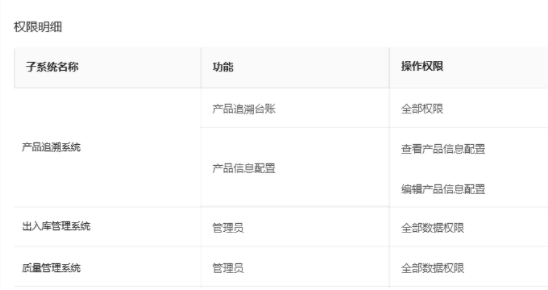 权限明细
子系统名称 功能 操作权限
产品追溯台账 全部权限
产品追溯系统
产品信息配置
查看产品信息配置
编辑产品信息配置
出入库管理系统 管理员 全部数据权限
质量管理系统 管理员 全部数据权限